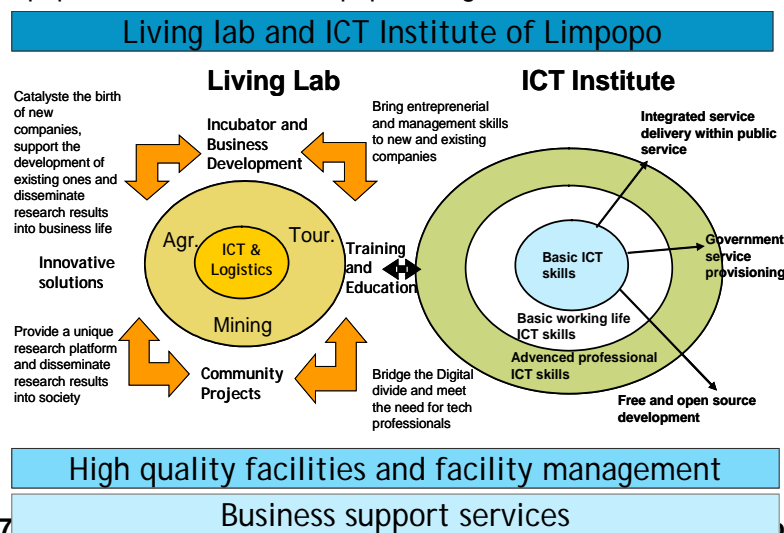 Living lab and ICT Institute of Limpopo
Living Lab
ICT Institute
Catalyste the birth
of new
companies,
support the
development of
existing ones and
disseminate
research results
into business life
Incubator and
Business
Development
Bring entreprenerial
and management skills
to new and existing
companies
Integrated service
delivery within public
service
Agr.
ICT &
Logistics
Tour.
Mining
Innovative
solutions
Training
and
Education
Basic ICT
skills
Government
service
provisioning
Basic working life
ICT skills
Advanced professional
ICT skills
Provide a unique
research platform
and disseminate
research results
into society
Community
Projects
Bridge the Digital
divide and meet
the need for tech
professionals
Free and open source
development
High quality facilities and facility management
Business support services
7